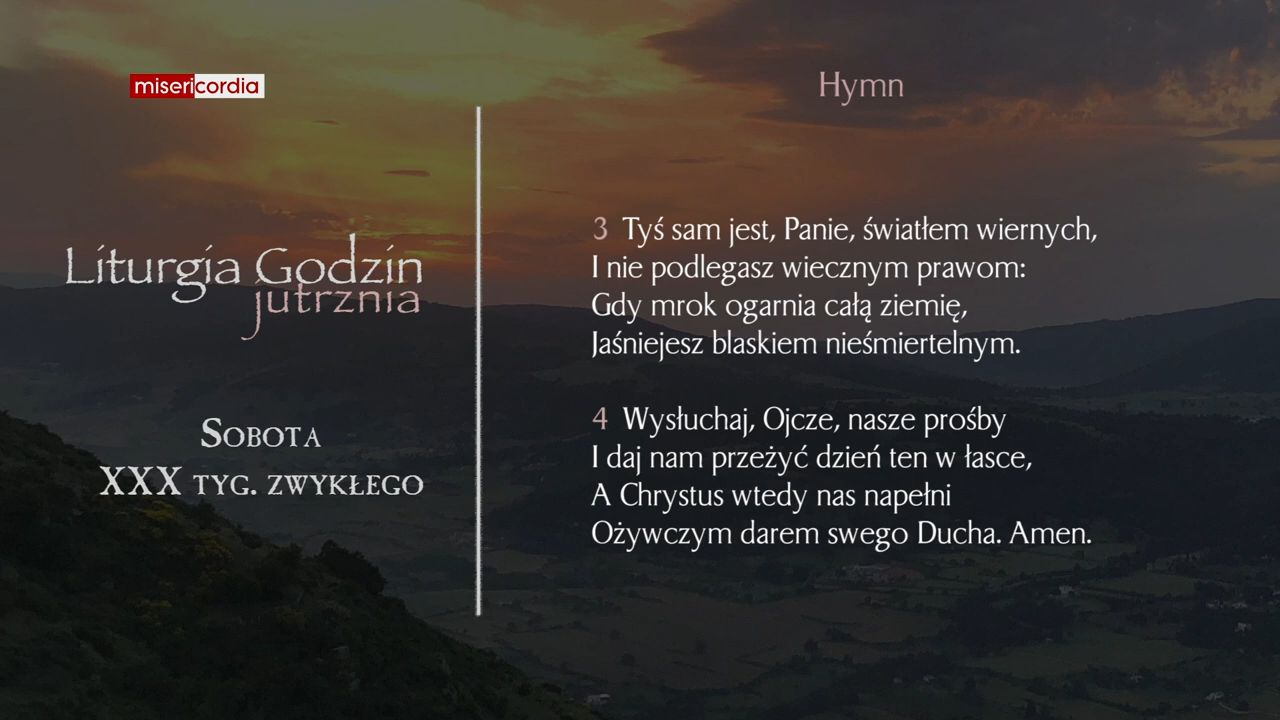 misericordia
Liturgia Godzin
jutrznia
Sobota
XXX tyg. zwykłego
Hymn
3 Tyś sam jest, Panie, światłem wiernych,
I nie podlegasz wiecznym prawom:
Gdy mrok ogarnia całą ziemię,
Jaśniejesz blaskiem nieśmiertelnym.
4 Wysłuchaj, Ojcze, nasze prośby
I daj nam przeżyć dzień ten w łasce,
A Chrystus wtedy nas napełni
Ożywczym darem swego Ducha. Amen.